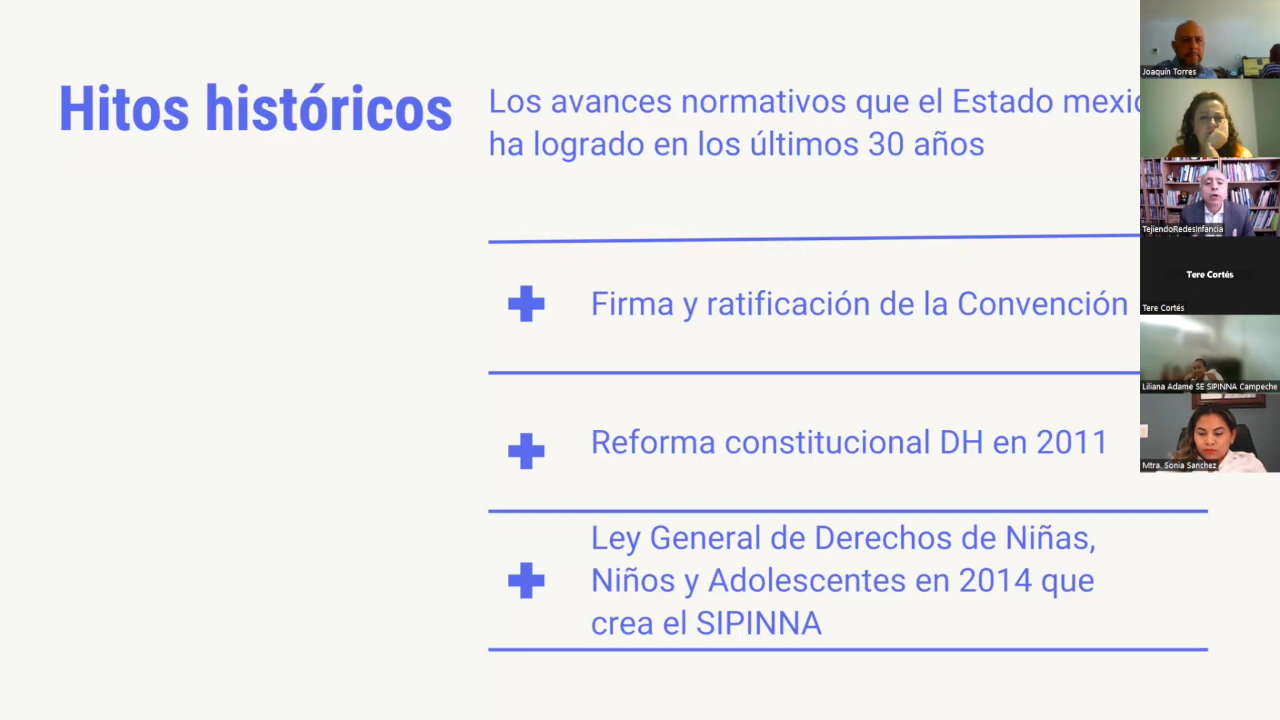 Hitos históricos
Los avances normativos que el Estado
ha logrado en los últimos 30 años
Firma y ratificación de la Convención
Reforma constitucional DH en 2011
Ley General de Derechos de Niñas,
Niños y Adolescentes en 2014 que
crea el SIPINNA
Joaquín Torres
TejiendoRedesInfancia
Tere Cortés
Tere Cortés
Liliana Adame SE SIPINNA Campeche
Mtra. Sonia Sanchez